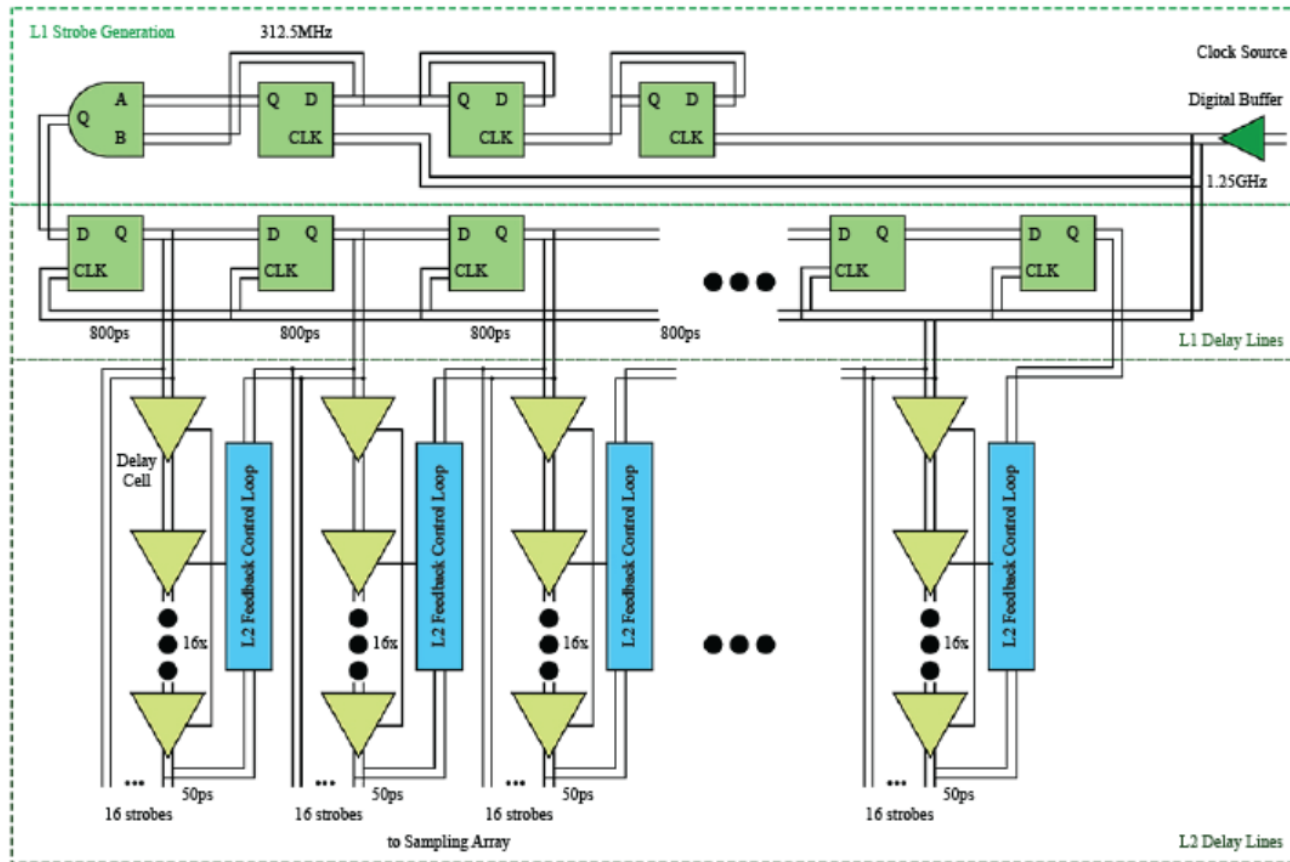 L1 Strobe Generation
312.5MHz
Clock Source
Digital Buffer
1.25GHz
Q
A
B
Q D
CLK
Q D
CLK
Q D
CLK
D Q
CLK
D Q
CLK
D Q
CLK
D Q
CLK
D Q
CLK
800ps
800ps
800ps
800ps
L1 Delay Lines
Delay
Cell
L2 Feedback Control Loop
L2 Feedback Control Loop
L2 Feedback Control Loop
L2 Feedback Control Loop
16x
16x
16x
16x
...
...
...
...
50ps
50ps
50ps
50ps
16 strobes
16 strobes
16 strobes
16 strobes
to Sampling Array
L2 Delay Lines